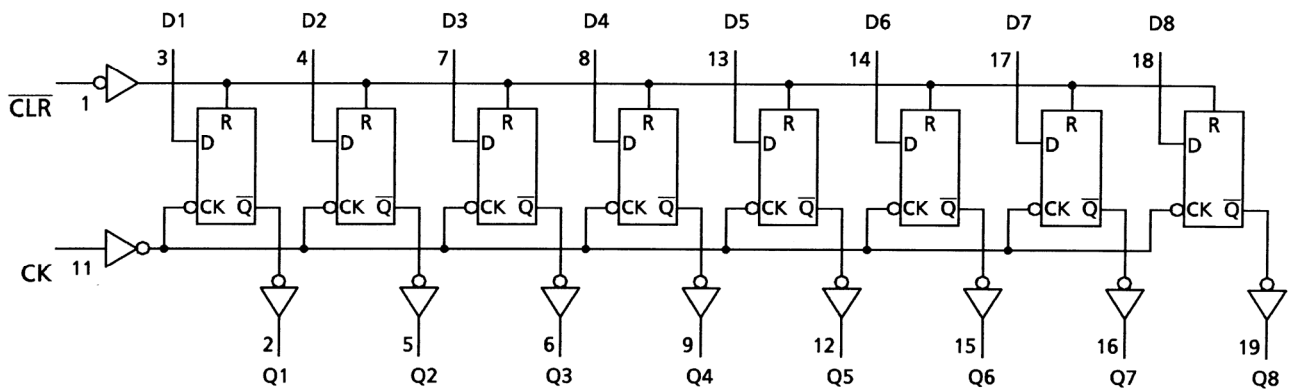 D1 D2 D3 D4 D5 D6 D7 D8
3 4 7 8 13 14 17 18
C̅L̅R̅ 1
R R R R R R R R
D D D D D D D D
CK Q̅ CK Q̅ CK Q̅ CK Q̅ CK Q̅ CK Q̅ CK Q̅ CK Q̅
CK 11
2 5 6 9 12 15 16 19
Q1 Q2 Q3 Q4 Q5 Q6 Q7 Q8